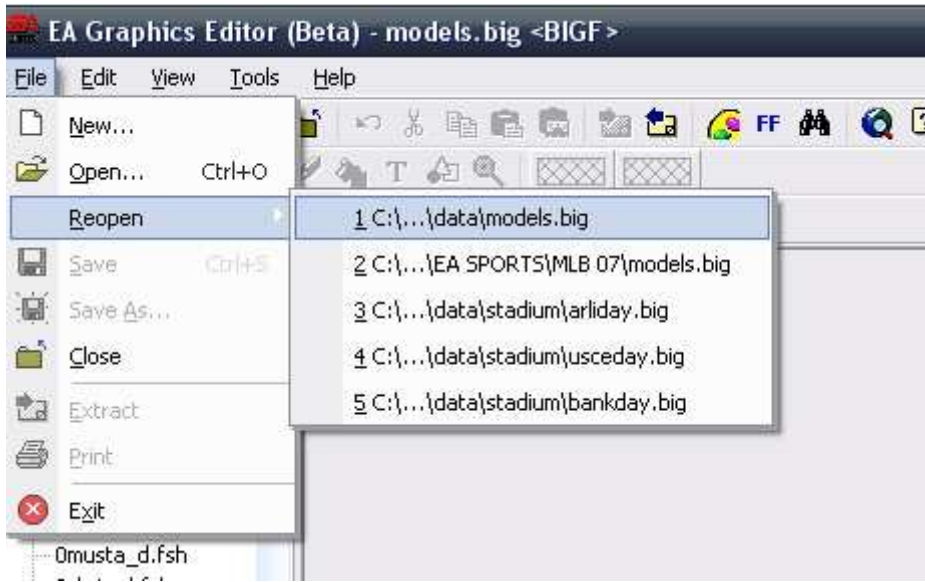 EA Graphics Editor (Beta) - models.big <BIGF>
File Edit View Tools Help
New...
FF
Open... Ctrl+O
T
Reopen
1 C:\...\data\models.big
2 C:\...\EA SPORTS\MLB 07\models.big
Save Ctrl+S
3 C:\...\data\stadium\arliday.big
Save As...
4 C:\...\data\stadium\usceday.big
Close
5 C:\...\data\stadium\bankday.big
Extract
Print
Exit
0musta_d.fsh